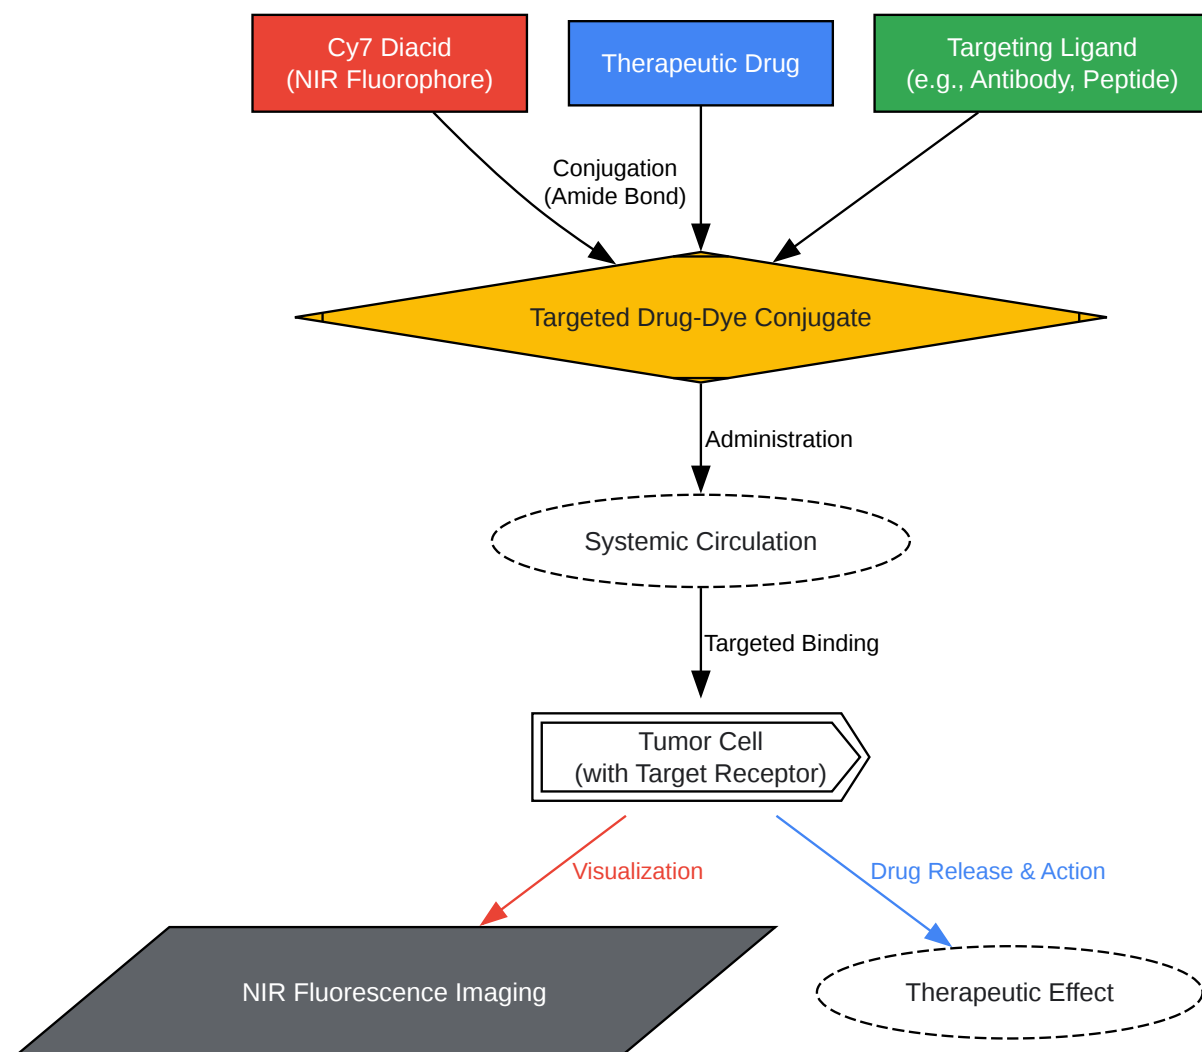 Cy7 Diacid
(NIR Fluorophore)
Therapeutic Drug
Targeting Ligand
(e.g., Antibody, Peptide)
Conjugation
(Amide Bond)
Targeted Drug-Dye Conjugate
Administration
Systemic Circulation
Targeted Binding
Tumor Cell
(with Target Receptor)
Visualization
Drug Release & Action
NIR Fluorescence Imaging
Therapeutic Effect